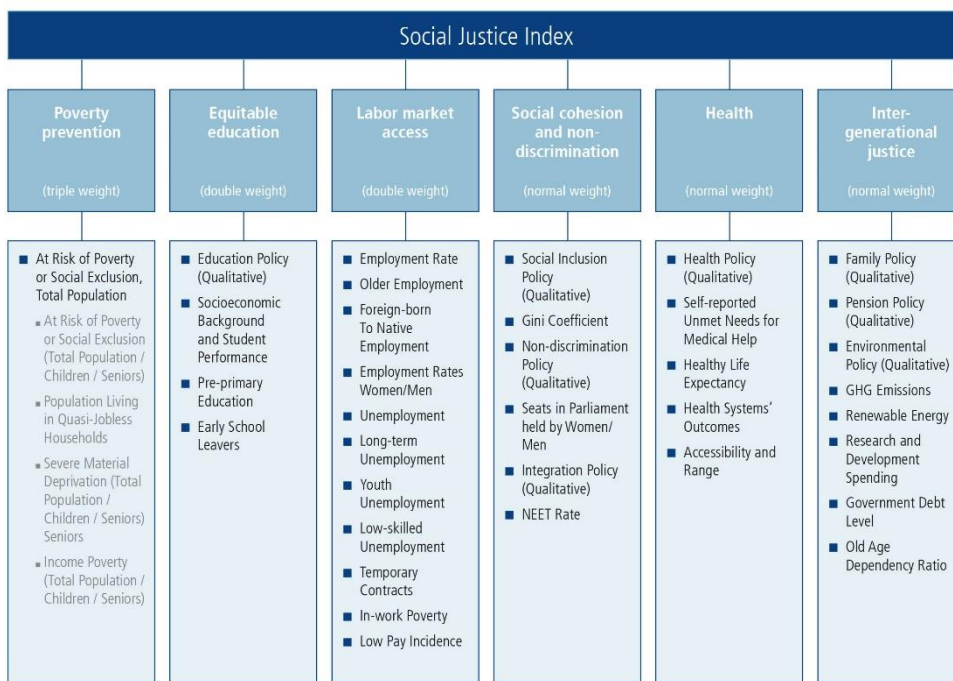 Social Justice Index
Poverty
prevention
(triple weight)
Equitable
education
(double weight)
Labor market
access
(double weight)
Social cohesion
and non-
discrimination
(normal weight)
Health
(normal weight)
Inter-
generational
justice
(normal weight)
■ At Risk of Poverty
or Social Exclusion,
Total Population
■ At Risk of Poverty
or Social Exclusion
(Total Population /
Children / Seniors)
■ Population Living
in Quasi-Jobless
Households
■ Severe Material
Deprivation (Total
Population /
Children / Seniors)
Seniors
■ Income Poverty
(Total Population /
Children / Seniors)
■ Education Policy
(Qualitative)
■ Socioeconomic
Background
and Student
Performance
■ Pre-primary
Education
■ Early School
Leavers
■ Employment Rate
■ Older Employment
■ Foreign-born
To Native
Employment
■ Employment Rates
Women/Men
■ Unemployment
■ Long-term
Unemployment
■ Youth
Unemployment
■ Low-skilled
Unemployment
■ Temporary
Contracts
■ In-work Poverty
■ Low Pay Incidence
■ Social Inclusion
Policy
(Qualitative)
■ Gini Coefficient
■ Non-discrimination
Policy
(Qualitative)
■ Seats in Parliament
held by Women/
Men
■ Integration Policy
(Qualitative)
■ NEET Rate
■ Health Policy
(Qualitative)
■ Self-reported
Unmet Needs for
Medical Help
■ Healthy Life
Expectancy
■ Health Systems'
Outcomes
■ Accessibility and
Range
■ Family Policy
(Qualitative)
■ Pension Policy
(Qualitative)
■ Environmental
Policy (Qualitative)
■ GHG Emissions
■ Renewable Energy
■ Research and
Development
Spending
■ Government Debt
Level
■ Old Age
Dependency Ratio